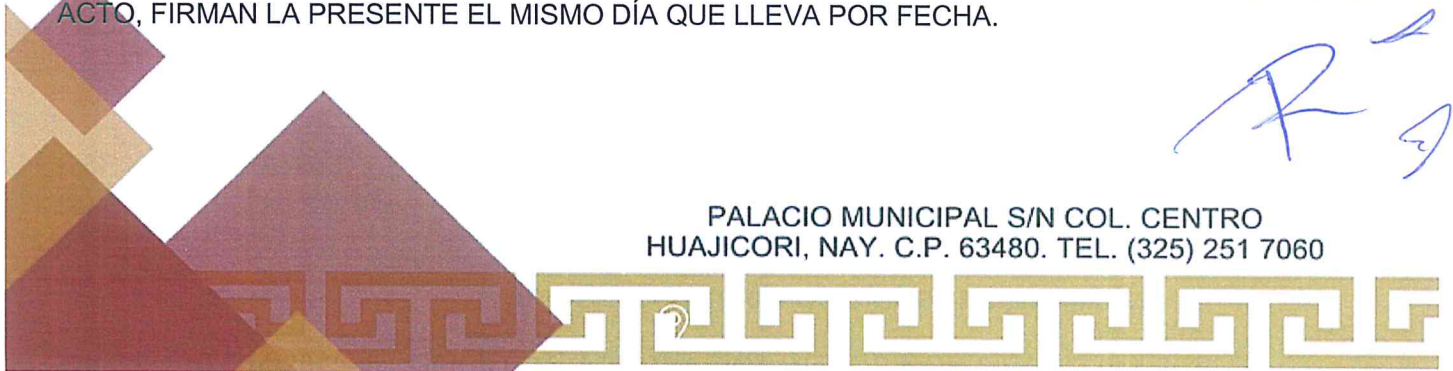 ACTO, FIRMAN LA PRESENTE EL MISMO DÍA QUE LLEVA POR FECHA.
PALACIO MUNICIPAL S/N COL. CENTRO
HUAJICORI, NAY. C.P. 63480. TEL. (325) 251 7060